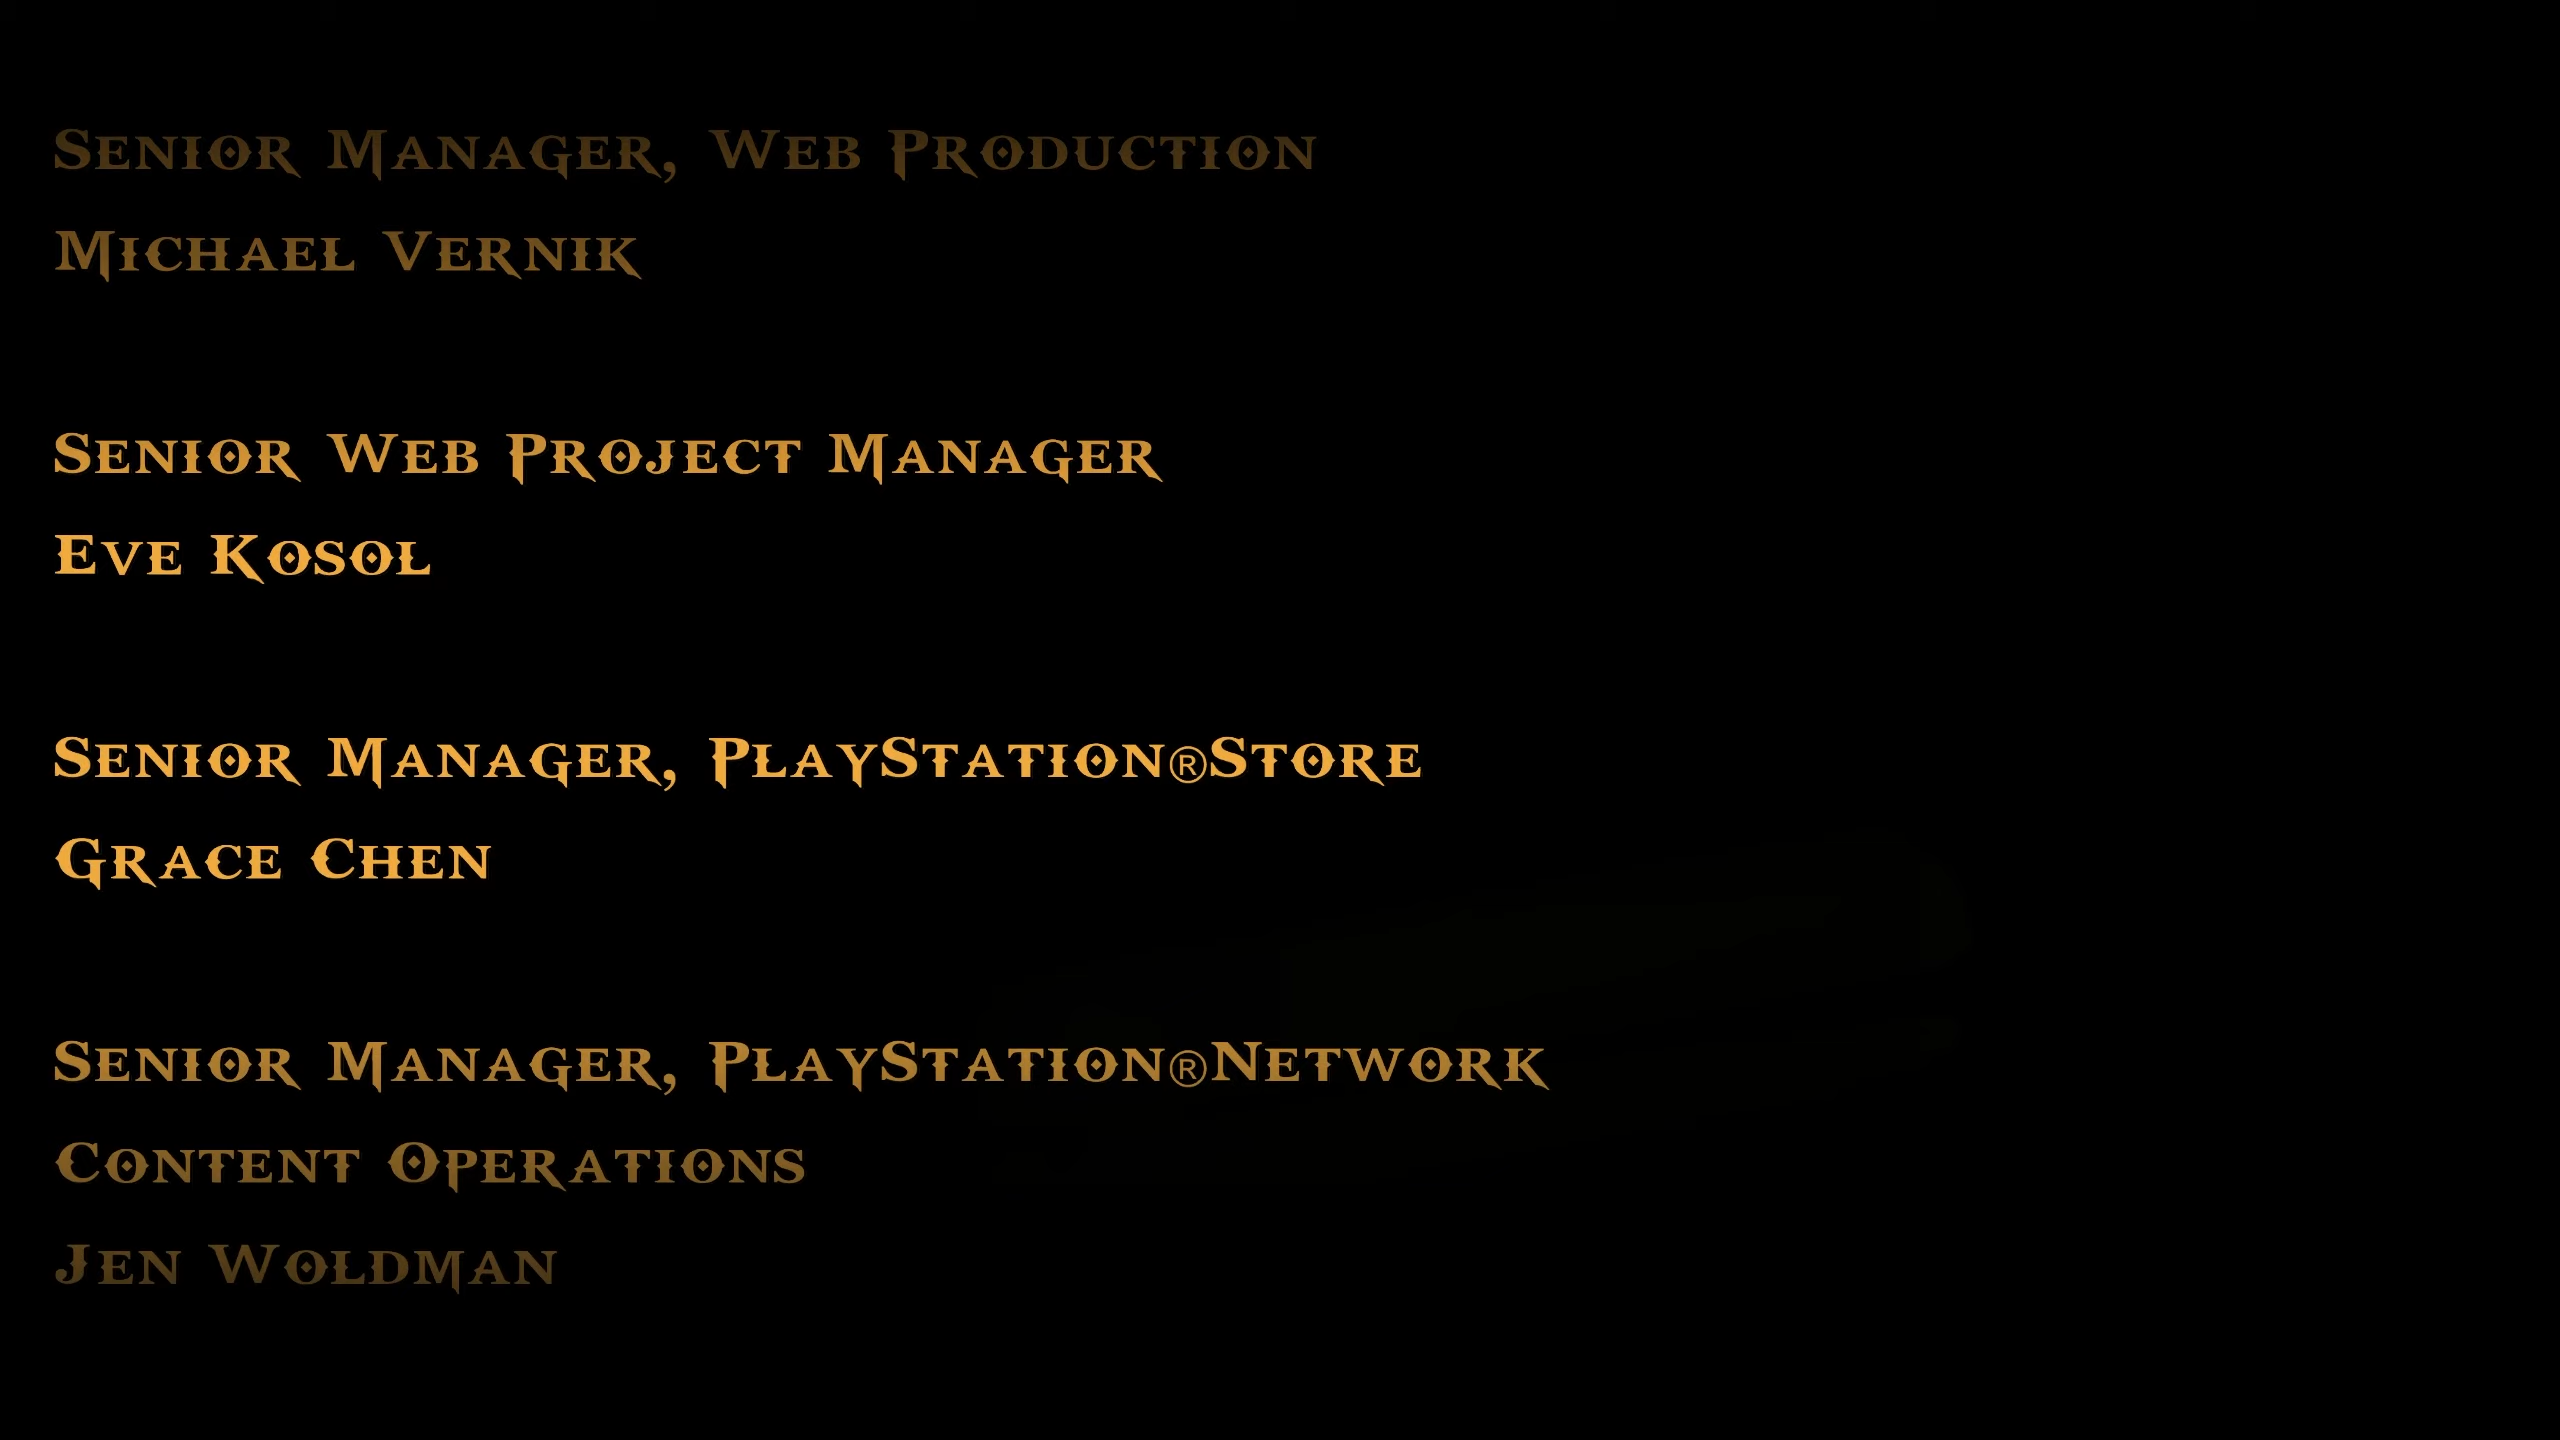 Senior Manager, Web Production
Michael Vernik
Senior Web Project Manager
Eve Kosol
Senior Manager, PlayStation®Store
Grace Chen
Senior Manager, PlayStation®Network
Content Operations
Jen Woldman